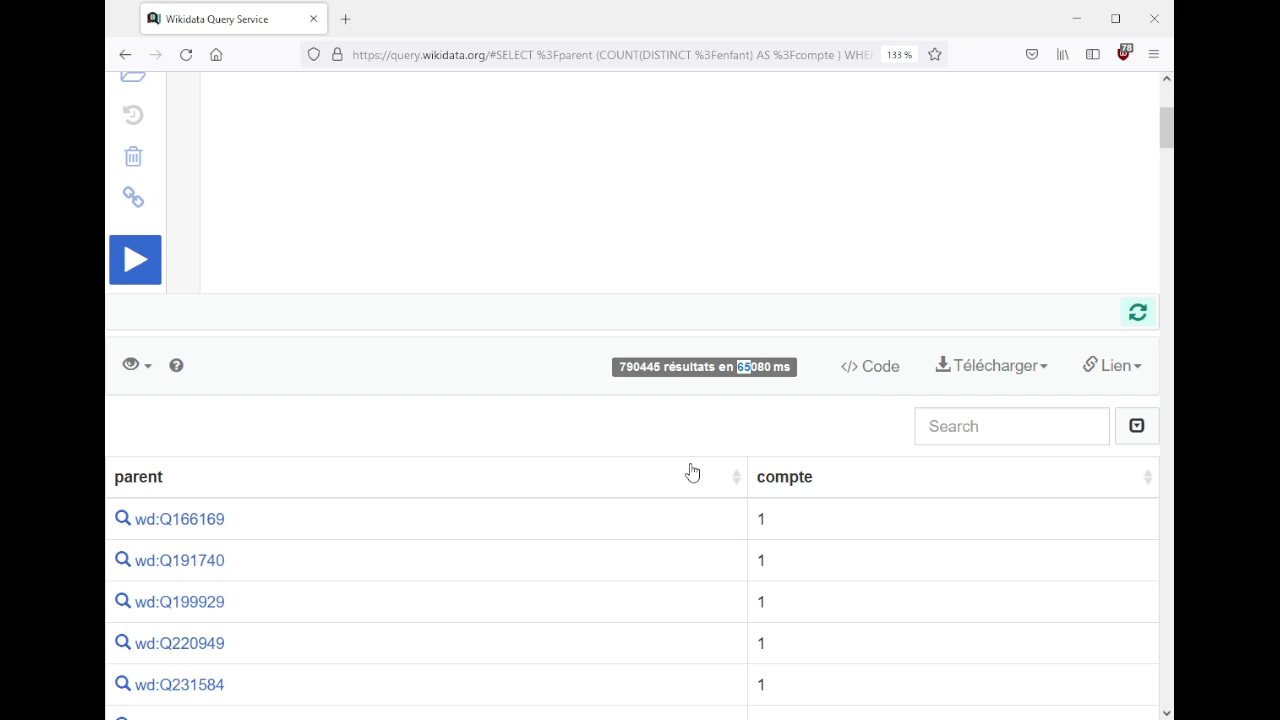 Wikidata Query Service
https://query.wikidata.org/#SELECT %3Fparent (COUNT(DISTINCT %3Fenfant) AS %3Fcompte ) WHE
133 %
78
790445 résultats en 65080 ms
</> Code
Télécharger
Lien
Search
parent
compte
wd:Q166169
1
wd:Q191740
1
wd:Q199929
1
wd:Q220949
1
wd:Q231584
1